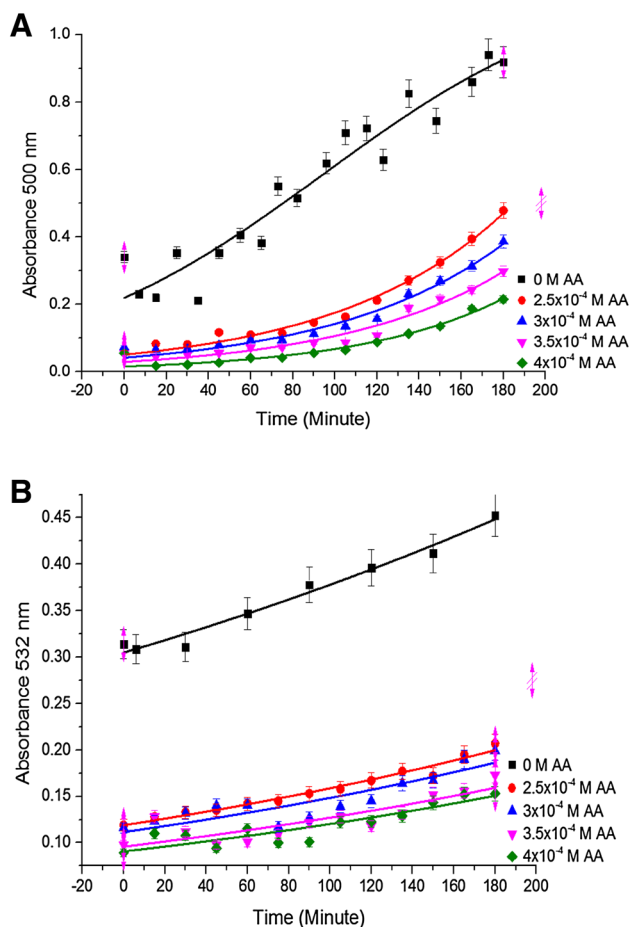 A
1.0
0.8
0.6
0.4
0.2
0.0
Absorbance 500 nm
-20 0 20 40 60 80 100 120 140 160 180 200
Time (Minute)
0 M AA
2.5x10⁻⁴ M AA
3x10⁻⁴ M AA
3.5x10⁻⁴ M AA
4x10⁻⁴ M AA
B
0.45
0.40
0.35
0.30
0.25
0.20
0.15
0.10
Absorbance 532 nm
-20 0 20 40 60 80 100 120 140 160 180 200
Time (Minute)
0 M AA
2.5x10⁻⁴ M AA
3x10⁻⁴ M AA
3.5x10⁻⁴ M AA
4x10⁻⁴ M AA